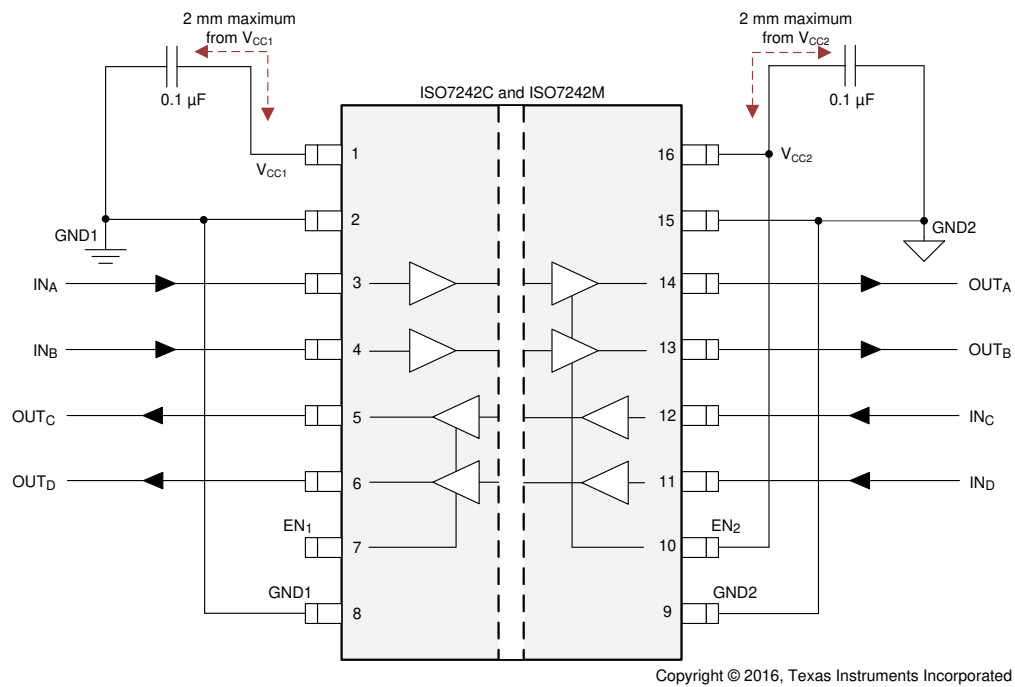 2 mm maximum
from VCC1
2 mm maximum
from VCC2
0.1 µF
0.1 µF
ISO7242C and ISO7242M
1
16
VCC1
VCC2
2
15
GND1
GND2
INA
3
14
OUTA
INB
4
13
OUTB
OUTC
5
12
INC
OUTD
6
11
IND
EN1
7
10
EN2
GND1
8
9
GND2
Copyright © 2016, Texas Instruments Incorporated